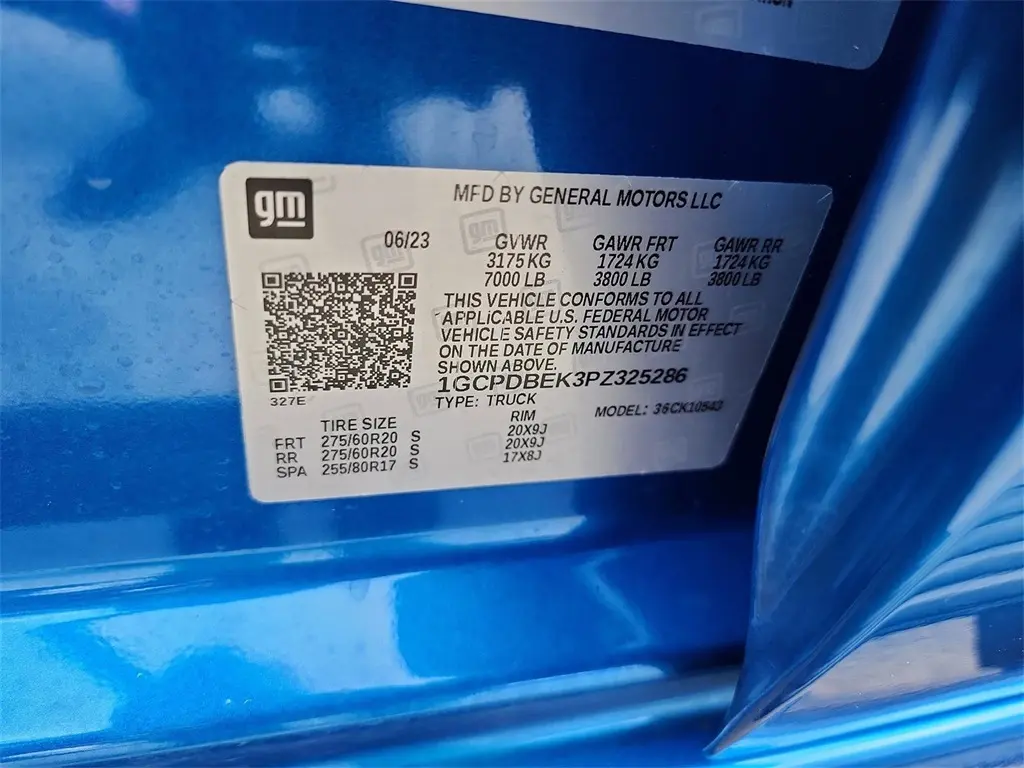 gm
MFD BY GENERAL MOTORS LLC
06/23 GVWR GAWR FRT GAWR RR
3175 KG 1724 KG 1724 KG
7000 LB 3800 LB 3800 LB
THIS VEHICLE CONFORMS TO ALL
APPLICABLE U.S. FEDERAL MOTOR
VEHICLE SAFETY STANDARDS IN EFFECT
ON THE DATE OF MANUFACTURE
SHOWN ABOVE.
1GCPDBEK3PZ325286
327E
TYPE: TRUCK MODEL: 36CK10543
TIRE SIZE RIM
FRT 275/60R20 S 20X9J
RR 275/60R20 S 20X9J
SPA 255/80R17 S 17X8J